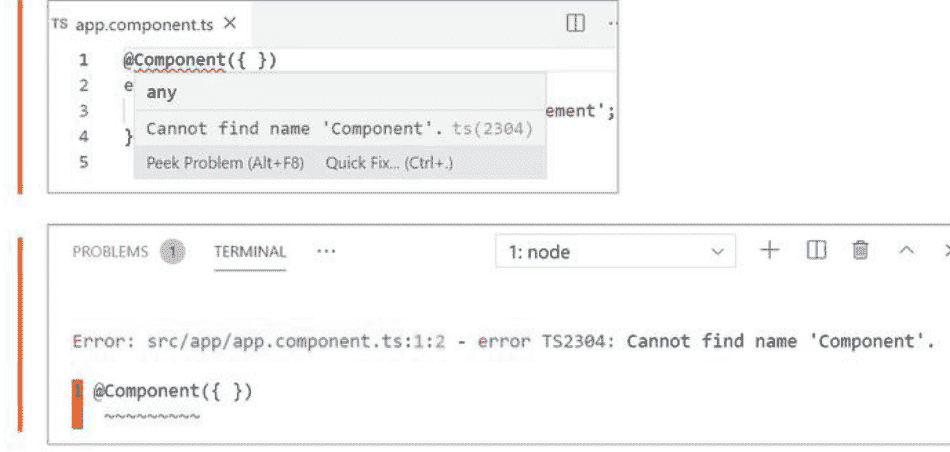 TS app.component.ts ×
1 @Component({ })
2 e
any
3 ement';
Cannot find name 'Component'. ts(2304)
4 }
5 Peek Problem (Alt+F8) Quick Fix... (Ctrl+.)
PROBLEMS 1 TERMINAL ··· 1: node
Error: src/app/app.component.ts:1:2 - error TS2304: Cannot find name 'Component'.
1 @Component({ })
~~~~~~~~~